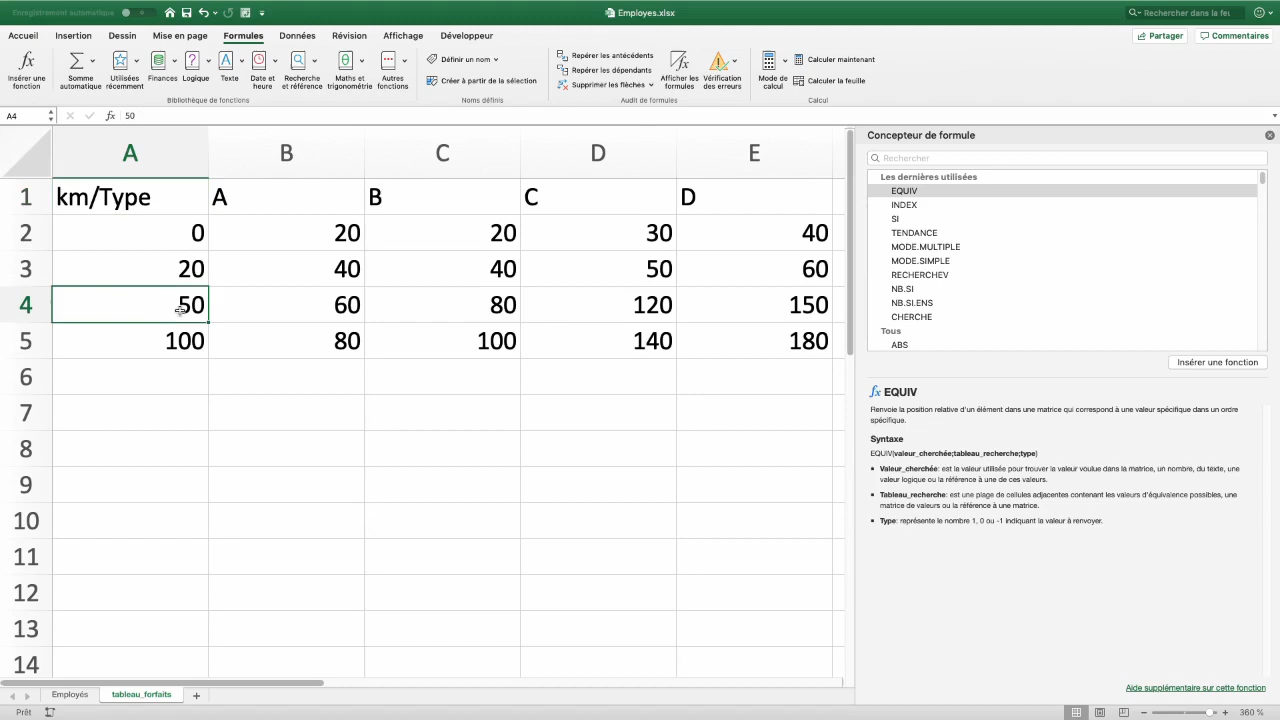 Enregistrement automatique
Employes.xlsx
Rechercher dans la feu
Accueil Insertion Dessin Mise en page Formules Données Révision Affichage Développeur
Partager Commentaires
Insérer une fonction
Somme automatique
Utilisées récemment
Finances
Logique
Texte
Date et heure
Recherche et référence
Maths et trigonométrie
Autres fonctions
Bibliothèque de fonctions
Définir un nom
Créer à partir de la sélection
Noms définis
Repérer les antécédents
Repérer les dépendants
Supprimer les flèches
Afficher les formules
Vérification des erreurs
Audit de formules
Mode de calcul
Calculer maintenant
Calculer la feuille
Calcul
A4 fx 50
A B C D E
1 km/Type A B C D
2 0 20 20 30 40
3 20 40 40 50 60
4 50 60 80 120 150
5 100 80 100 140 180
6
7
8
9
10
11
12
13
14
Concepteur de formule
Rechercher
Les dernières utilisées
EQUIV
INDEX
SI
TENDANCE
MODE.MULTIPLE
MODE.SIMPLE
RECHERCHEV
NB.SI
NB.SI.ENS
CHERCHE
Tous
ABS
Insérer une fonction
fx EQUIV
Renvoie la position relative d'un élément dans une matrice qui correspond à une valeur spécifique dans un ordre
spécifique.
Syntaxe
EQUIV(valeur_cherchée;tableau_recherche;type)
• Valeur_cherchée: est la valeur utilisée pour trouver la valeur voulue dans la matrice, un nombre, du texte, une
valeur logique ou la référence à une de ces valeurs.
• Tableau_recherche: est une plage de cellules adjacentes contenant les valeurs d'équivalence possibles, une
matrice de valeurs ou la référence à une matrice.
• Type: représente le nombre 1, 0 ou -1 indiquant la valeur à renvoyer.
Aide supplémentaire sur cette fonction
Employés tableau_forfaits +
Prêt
360 %